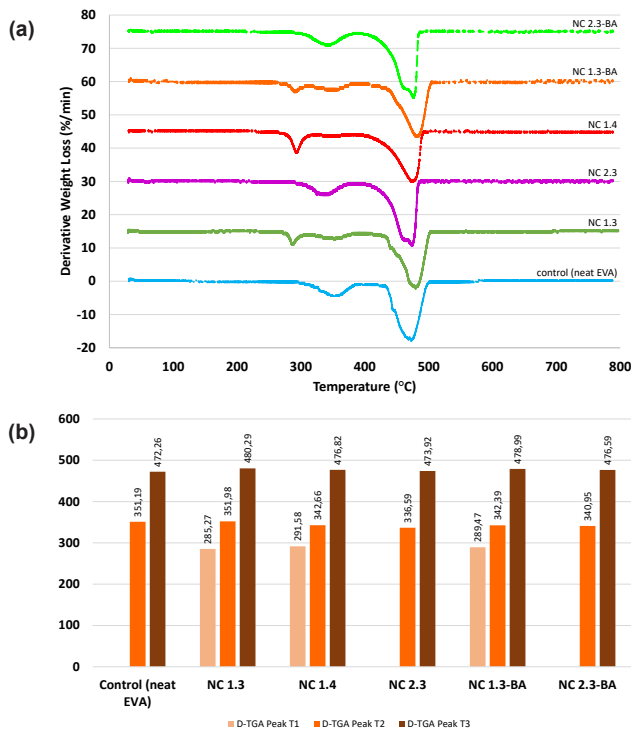 (a)
80
70
60
50
40
30
20
10
0
-10
-20
Derivative Weight Loss (%/min)
NC 2.3-BA
NC 1.3-BA
NC 1.4
NC 2.3
NC 1.3
control (neat EVA)
0 100 200 300 400 500 600 700 800
Temperature (°C)
(b)
600
500
400
300
200
100
0
351,19
472,26
285,27
351,98
480,29
291,58
342,66
476,82
336,59
473,92
289,47
342,39
478,99
340,95
476,59
Control (neat EVA) NC 1.3 NC 1.4 NC 2.3 NC 1.3-BA NC 2.3-BA
D-TGA Peak T1 D-TGA Peak T2 D-TGA Peak T3